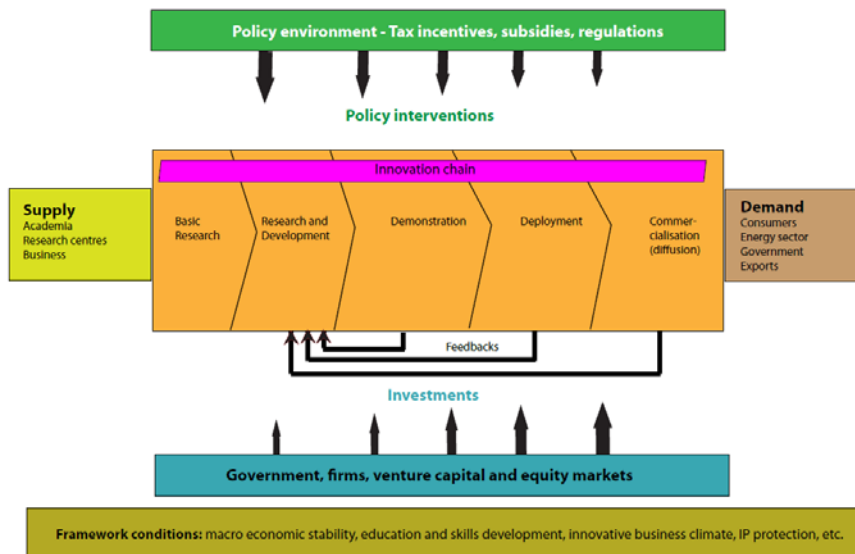 Policy environment - Tax incentives, subsidies, regulations
Policy interventions
Innovation chain
Supply
Academia
Research centres
Business
Basic
Research
Research and
Development
Demonstration
Deployment
Commer-
cialisation
(diffusion)
Demand
Consumers
Energy sector
Government
Exports
Feedbacks
Investments
Government, firms, venture capital and equity markets
Framework conditions: macro economic stability, education and skills development, innovative business climate, IP protection, etc.